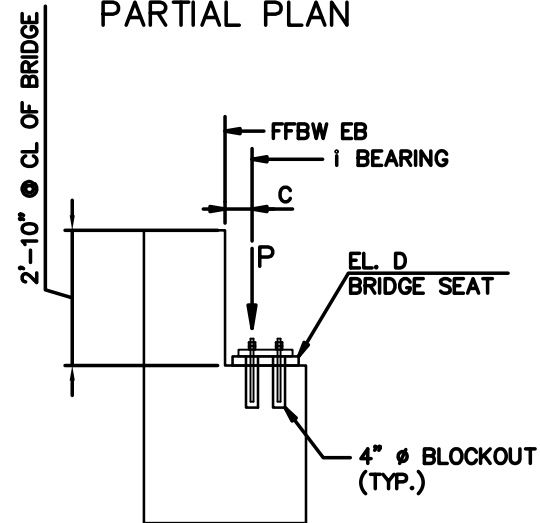 PARTIAL PLAN
2'-10" @ CL OF BRIDGE
FFBW EB
i BEARING
C
P
EL. D
BRIDGE SEAT
4" ø BLOCKOUT
(TYP.)